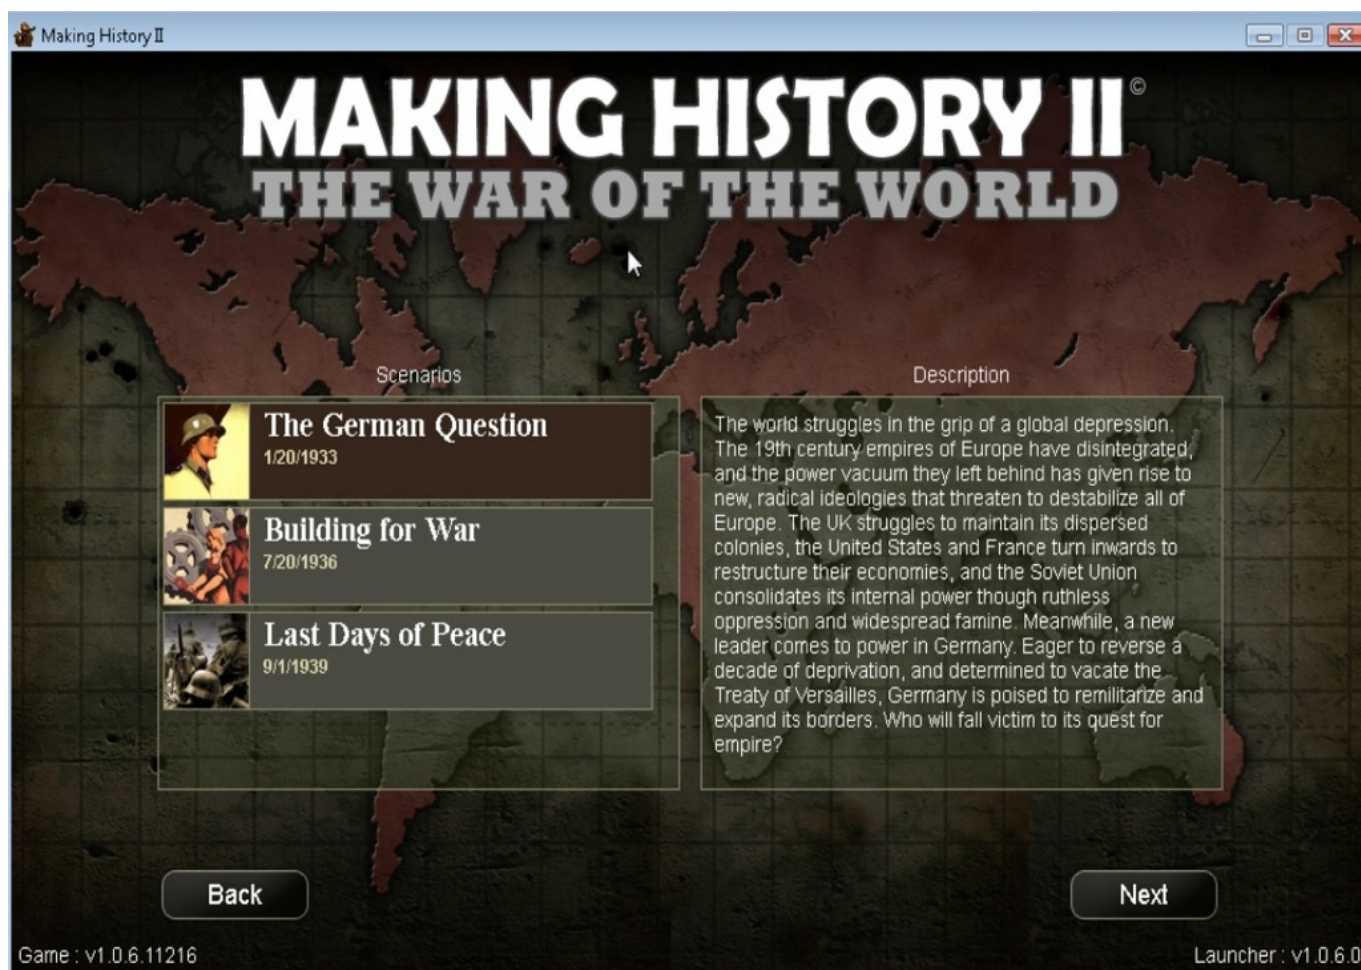 Making History II
MAKING HISTORY II©
THE WAR OF THE WORLD
Scenarios
The German Question
1/20/1933
Building for War
7/20/1936
Last Days of Peace
9/1/1939
Description
The world struggles in the grip of a global depression.
The 19th century empires of Europe have disintegrated,
and the power vacuum they left behind has given rise to
new, radical ideologies that threaten to destabilize all of
Europe. The UK struggles to maintain its dispersed
colonies, the United States and France turn inwards to
restructure their economies, and the Soviet Union
consolidates its internal power though ruthless
oppression and widespread famine. Meanwhile, a new
leader comes to power in Germany. Eager to reverse a
decade of deprivation, and determined to vacate the
Treaty of Versailles, Germany is poised to remilitarize and
expand its borders. Who will fall victim to its quest for
empire?
Back
Next
Game : v1.0.6.11216
Launcher : v1.0.6.0